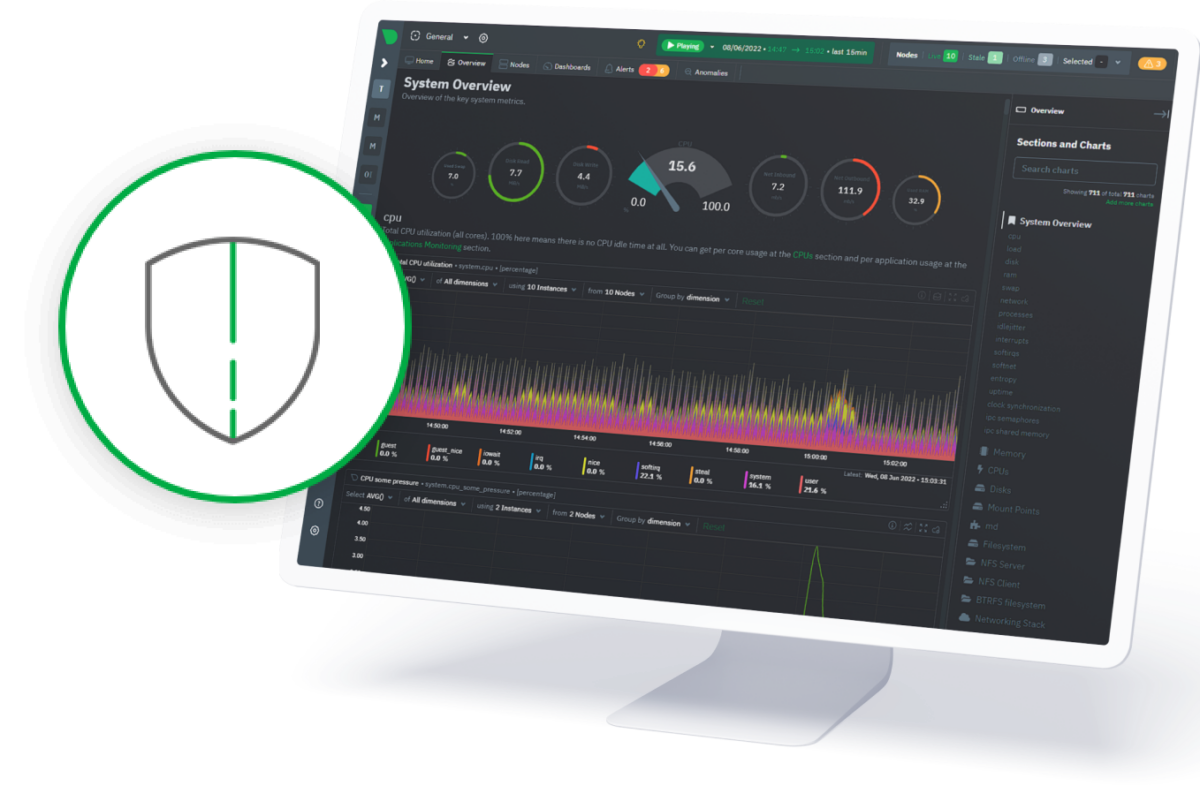 General
Playing 08/06/2022 • 14:47 → 15:02 • last 15min
Nodes Live 10 Stale 1 Offline 3 Selected - 3
Home Overview Nodes Dashboards Alerts 2 6 Anomalies
System Overview
Overview of the key system metrics.
T
M
M
7.0
7.7
4.4
CPU
15.6
0.0 100.0
%
7.2
111.9
32.9
cpu
Total CPU utilization (all cores). 100% here means there is no CPU idle time at all. You can get per core usage at the CPUs section and per application usage at the
Applications Monitoring section.
CPU utilization • system.cpu • [percentage]
of All dimensions using 10 Instances from 10 Nodes Group by dimension Reset
14:50:00 14:52:00 14:54:00 14:56:00 14:58:00 15:00:00 15:02:00
Latest: Wed, 08 Jun 2022 • 15:03:31
guest guest_nice iowait irq nice softirq steal system user
0.0 % 0.0 % 0.0 % 0.0 % 0.0 % 22.1 % 0.0 % 16.1 % 21.6 %
CPU some pressure • system.cpu_some_pressure • [percentage]
Select AVG() of All dimensions using 2 Instances from 2 Nodes Group by dimension Reset
4.50
4.00
3.50
3.00
Overview
Sections and Charts
Search charts
Showing 711 of total 711 charts
Add more charts
System Overview
cpu
load
disk
ram
swap
network
processes
idlejitter
interrupts
softirqs
softnet
entropy
uptime
clock synchronization
ipc semaphores
ipc shared memory
Memory
CPUs
Disks
Mount Points
md
Filesystem
NFS Server
NFS Client
BTRFS filesystem
Networking Stack